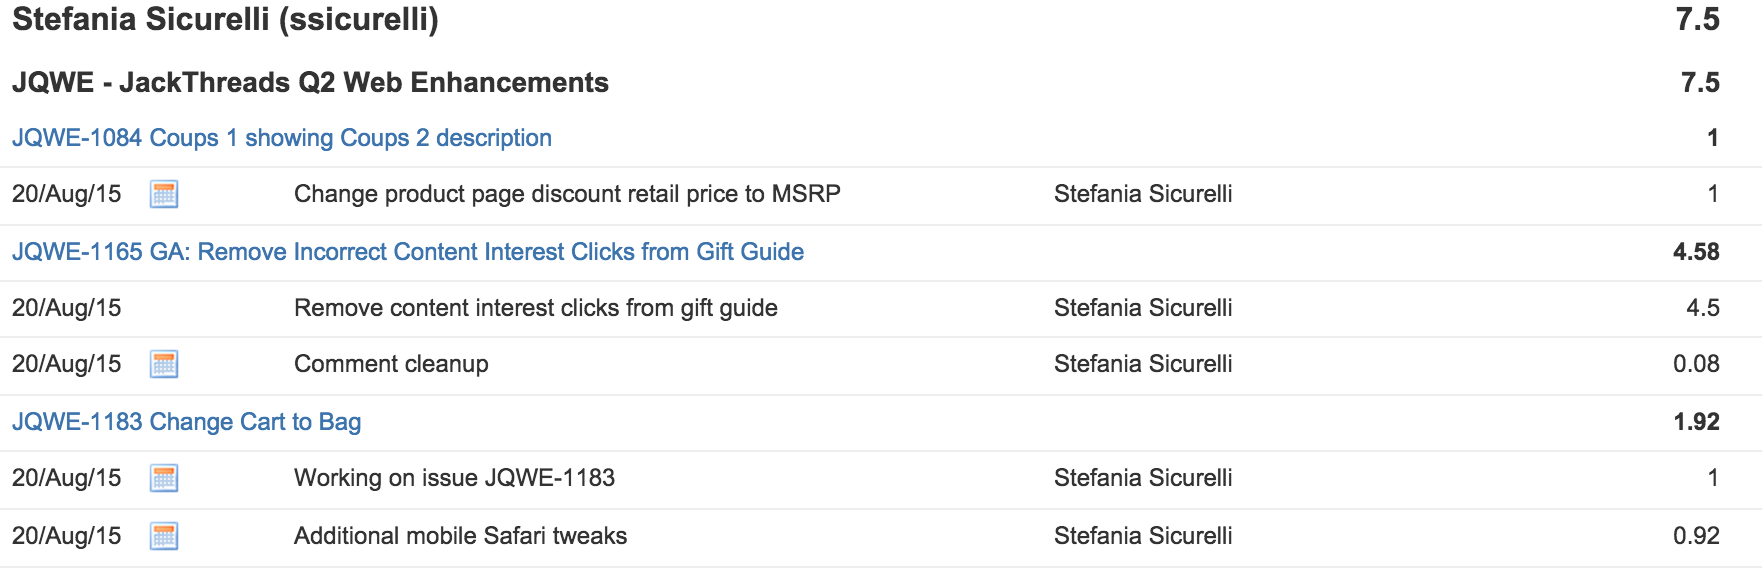 Stefania Sicurelli (ssicurelli) 7.5
JQWE - JackThreads Q2 Web Enhancements 7.5
JQWE-1084 Coups 1 showing Coups 2 description 1
20/Aug/15 Change product page discount retail price to MSRP Stefania Sicurelli 1
JQWE-1165 GA: Remove Incorrect Content Interest Clicks from Gift Guide 4.58
20/Aug/15 Remove content interest clicks from gift guide Stefania Sicurelli 4.5
20/Aug/15 Comment cleanup Stefania Sicurelli 0.08
JQWE-1183 Change Cart to Bag 1.92
20/Aug/15 Working on issue JQWE-1183 Stefania Sicurelli 1
20/Aug/15 Additional mobile Safari tweaks Stefania Sicurelli 0.92